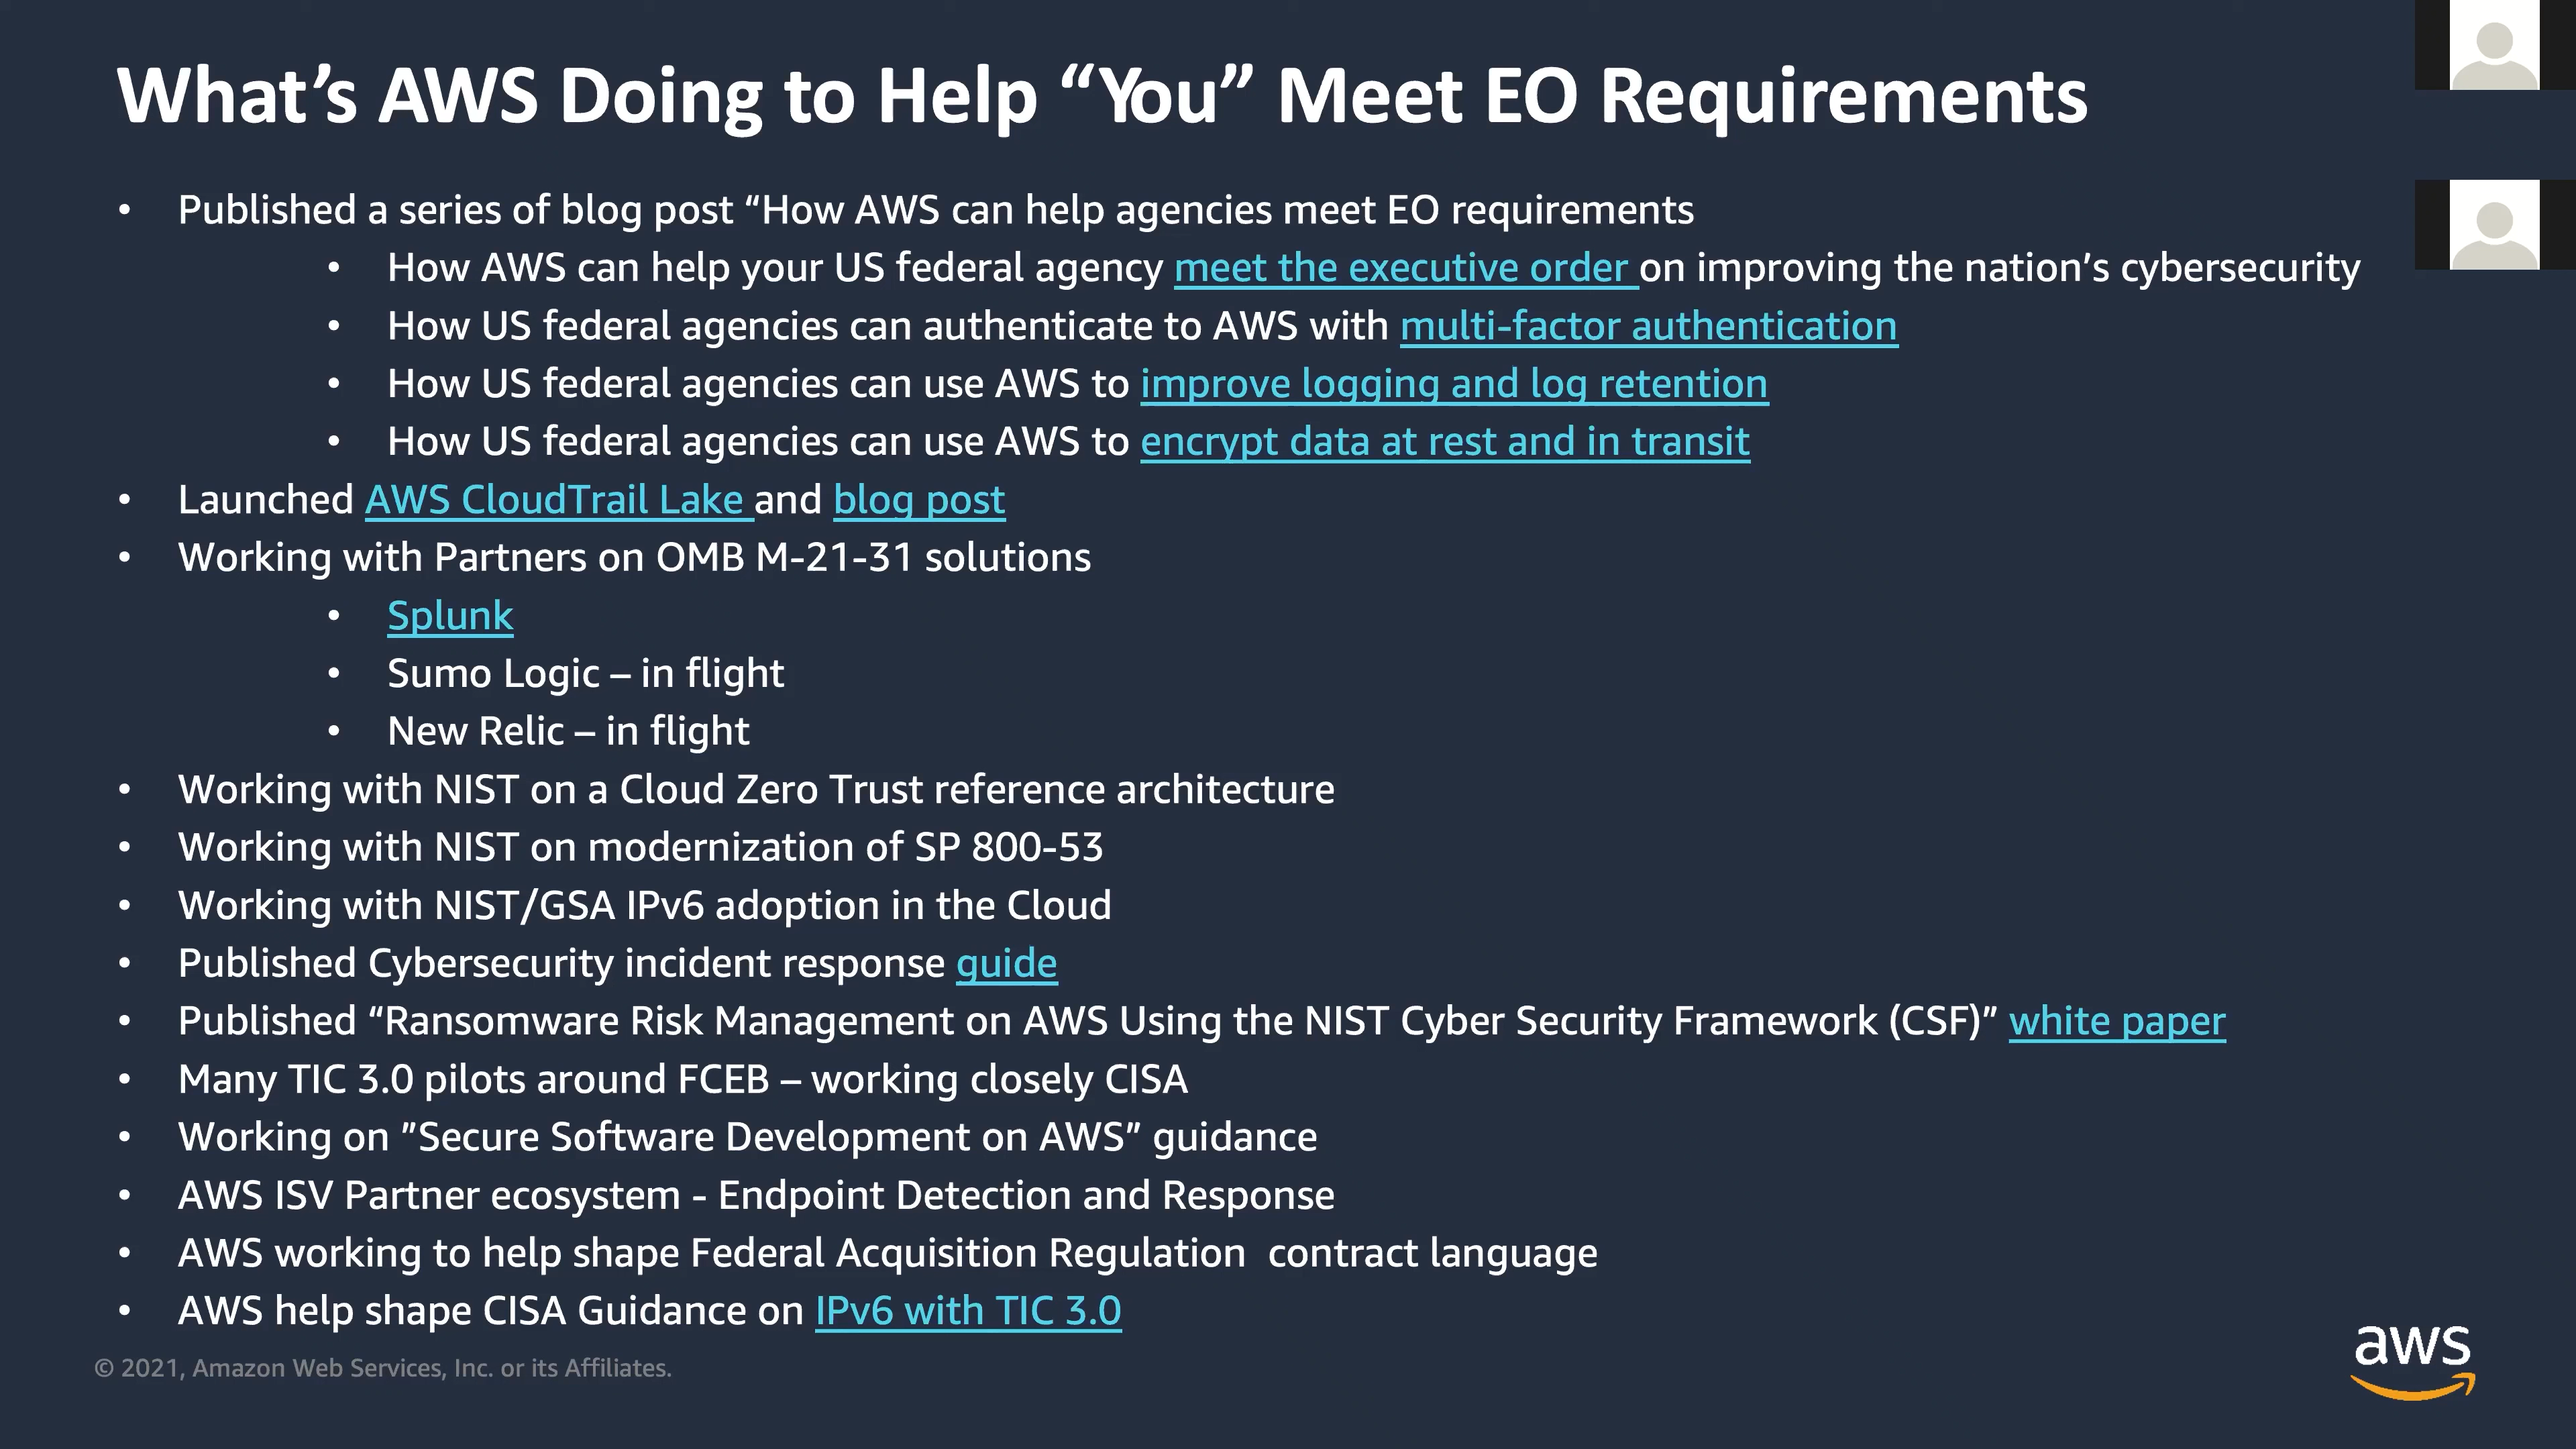 What’s AWS Doing to Help “You” Meet EO Requirements
• Published a series of blog post “How AWS can help agencies meet EO requirements
• How AWS can help your US federal agency meet the executive order on improving the nation’s cybersecurity
• How US federal agencies can authenticate to AWS with multi-factor authentication
• How US federal agencies can use AWS to improve logging and log retention
• How US federal agencies can use AWS to encrypt data at rest and in transit
• Launched AWS CloudTrail Lake and blog post
• Working with Partners on OMB M-21-31 solutions
• Splunk
• Sumo Logic – in flight
• New Relic – in flight
• Working with NIST on a Cloud Zero Trust reference architecture
• Working with NIST on modernization of SP 800-53
• Working with NIST/GSA IPv6 adoption in the Cloud
• Published Cybersecurity incident response guide
• Published “Ransomware Risk Management on AWS Using the NIST Cyber Security Framework (CSF)” white paper
• Many TIC 3.0 pilots around FCEB – working closely CISA
• Working on ”Secure Software Development on AWS” guidance
• AWS ISV Partner ecosystem - Endpoint Detection and Response
• AWS working to help shape Federal Acquisition Regulation  contract language
• AWS help shape CISA Guidance on IPv6 with TIC 3.0
© 2021, Amazon Web Services, Inc. or its Affiliates.
aws